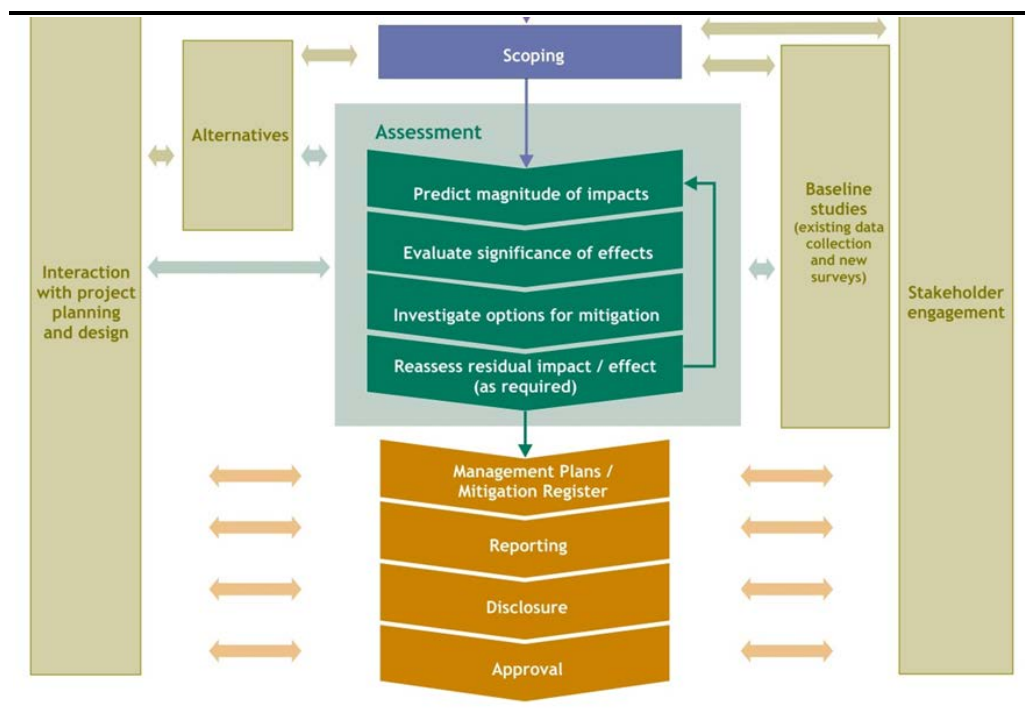 Scoping
Alternatives
Assessment
Predict magnitude of impacts
Evaluate significance of effects
Investigate options for mitigation
Reassess residual impact / effect
(as required)
Interaction
with project
planning
and design
Baseline
studies
(existing data
collection
and new
surveys)
Stakeholder
engagement
Management Plans /
Mitigation Register
Reporting
Disclosure
Approval